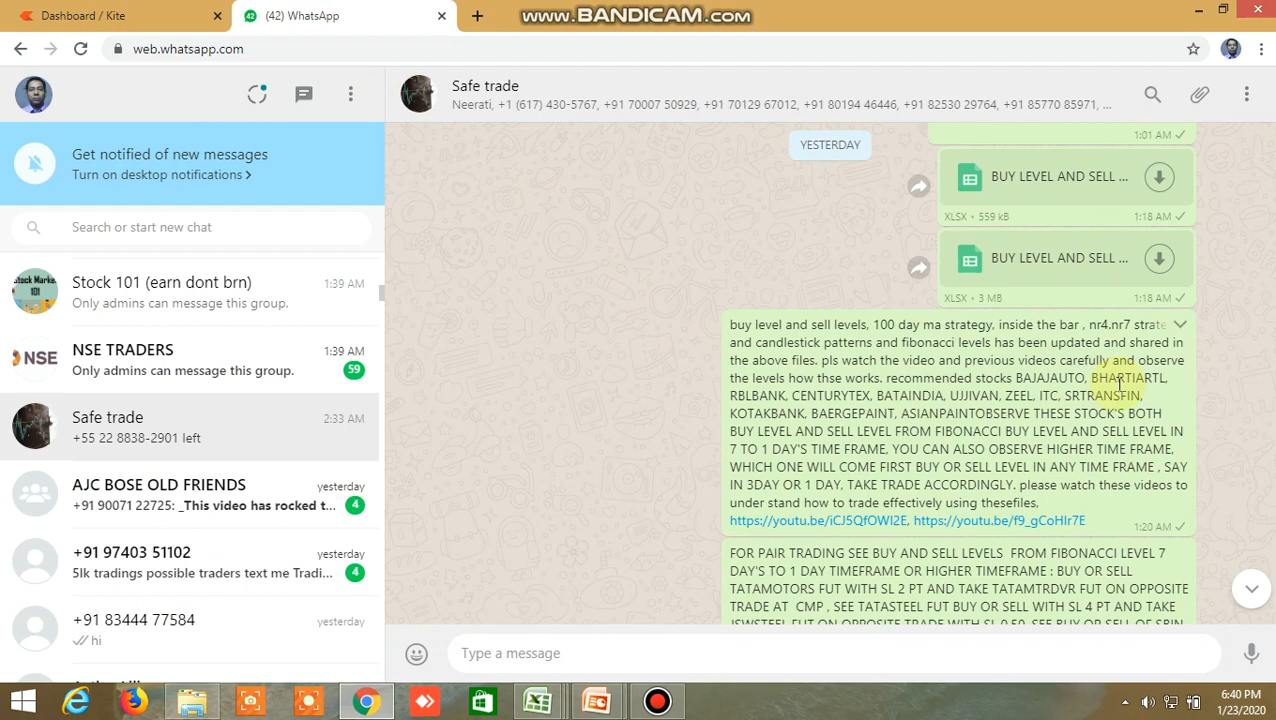 Dashboard / Kite
(42) WhatsApp
www.BANDICAM.com
web.whatsapp.com
Safe trade
Neerati, +1 (617) 430-5767, +91 70007 50929, +91 70129 67012, +91 80194 46446, +91 82530 29764, +91 85770 85971, ...
Get notified of new messages
Turn on desktop notifications >
Search or start new chat
Stock 101 (earn dont brn)
1:39 AM
Only admins can message this group.
NSE TRADERS
1:39 AM
Only admins can message this group.
59
Safe trade
2:33 AM
+55 22 8838-2901 left
AJC BOSE OLD FRIENDS
yesterday
+91 90071 22725: _This video has rocked t...
4
+91 97403 51102
yesterday
5lk tradings possible traders text me Tradi...
4
+91 83444 77584
yesterday
hi
1:01 AM
YESTERDAY
BUY LEVEL AND SELL ...
XLSX • 559 kB
1:18 AM
BUY LEVEL AND SELL ...
XLSX • 3 MB
1:18 AM
buy level and sell levels, 100 day ma strategy, inside the bar , nr4.nr7 strate
and candlestick patterns and fibonacci levels has been updated and shared in
the above files. pls watch the video and previous videos carefully and observe
the levels how thse works. recommended stocks BAJAJAUTO, BHARTIARTL,
RBLBANK, CENTURYTEX, BATAINDIA, UJJIVAN, ZEEL, ITC, SRTRANSFIN,
KOTAKBANK, BAERGEPAINT, ASIANPAINTOBSERVE THESE STOCK'S BOTH
BUY LEVEL AND SELL LEVEL FROM FIBONACCI BUY LEVEL AND SELL LEVEL IN
7 TO 1 DAY'S TIME FRAME, YOU CAN ALSO OBSERVE HIGHER TIME FRAME,
WHICH ONE WILL COME FIRST BUY OR SELL LEVEL IN ANY TIME FRAME , SAY
IN 3DAY OR 1 DAY, TAKE TRADE ACCORDINGLY. please watch these videos to
under stand how to trade effectively using thesefiles,
https://youtu.be/iCJ5QfOWI2E, https://youtu.be/f9_gCoHIr7E
1:20 AM
FOR PAIR TRADING SEE BUY AND SELL LEVELS FROM FIBONACCI LEVEL 7
DAY'S TO 1 DAY TIMEFRAME OR HIGHER TIMEFRAME : BUY OR SELL
TATAMOTORS FUT WITH SL 2 PT AND TAKE TATAMTRDVR FUT ON OPPOSITE
TRADE AT CMP , SEE TATASTEEL FUT BUY OR SELL WITH SL 4 PT AND TAKE
JSWSTEEL FUT ON OPPOSITE TRADE WITH SL 0.50, SEE BUY OR SELL OF SBIN
Type a message
6:40 PM
1/23/2020